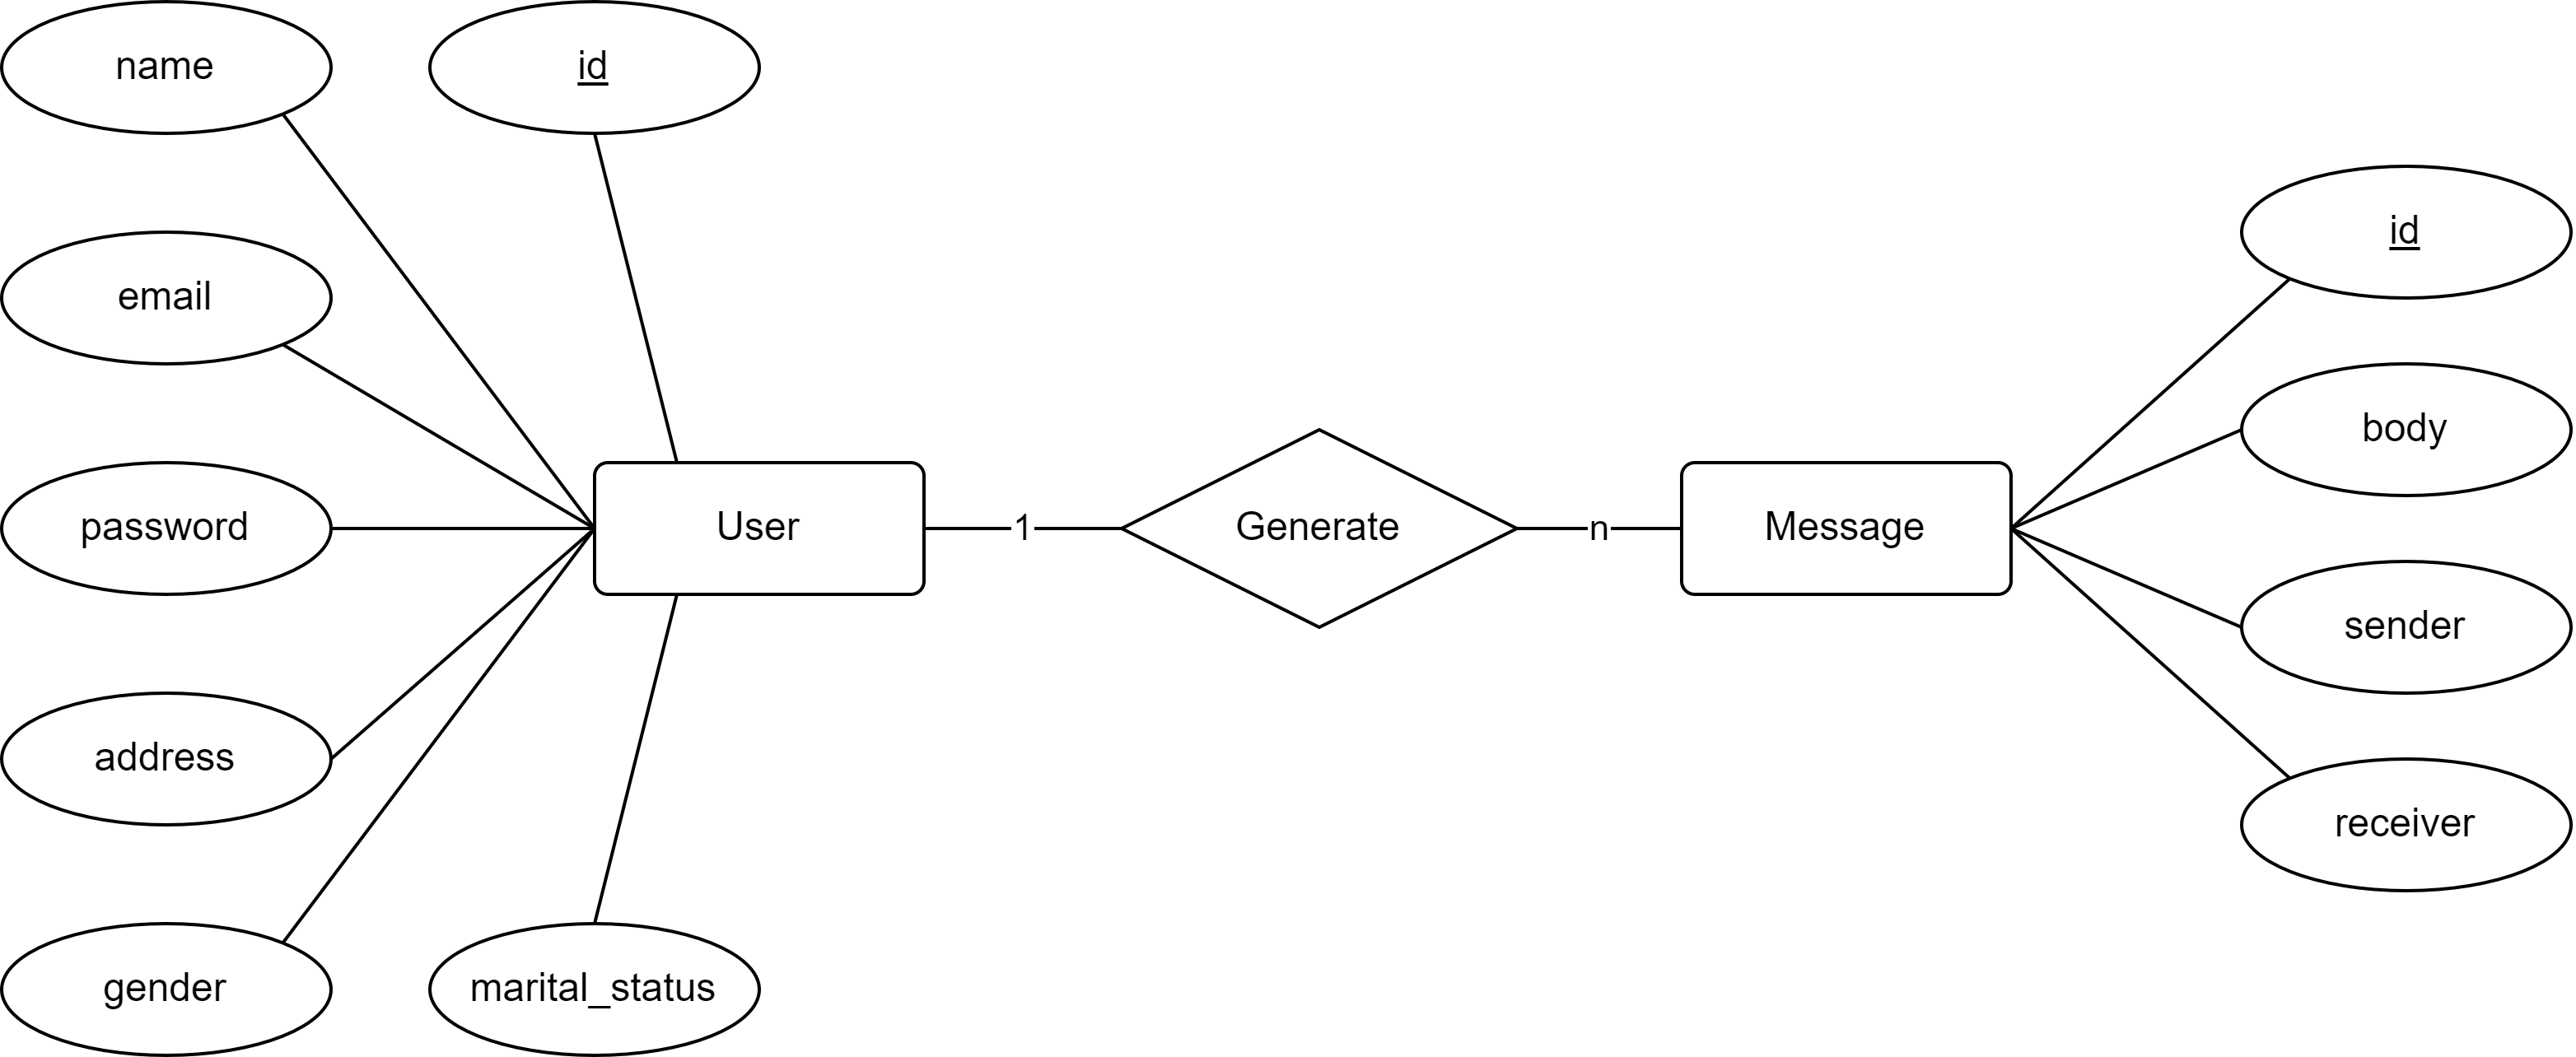 name
id
email
password
address
gender
marital_status
User
1
Generate
n
Message
id
body
sender
receiver